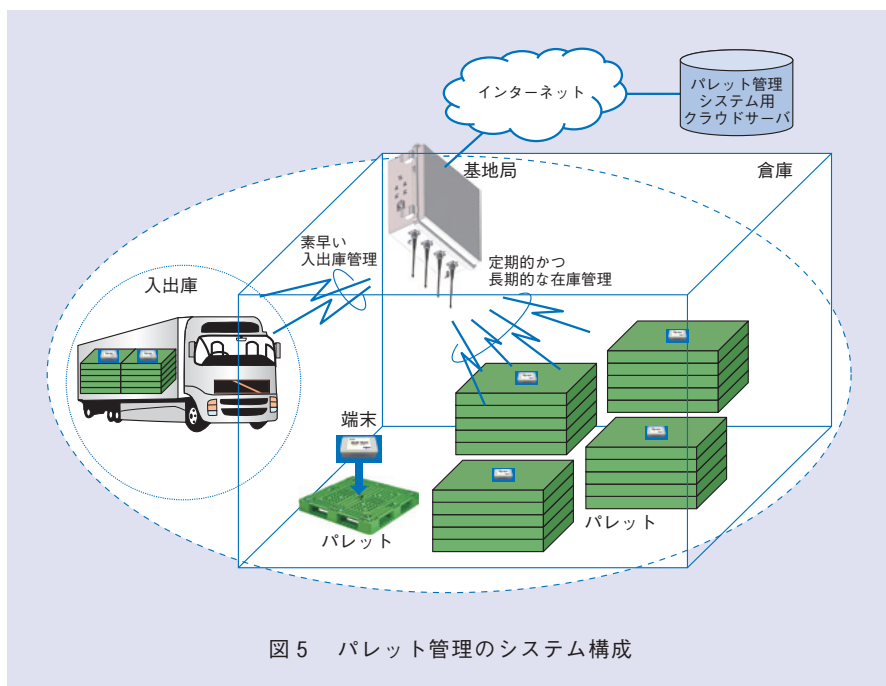 インターネット
パレット管理
システム用
クラウドサーバ
基地局
倉庫
素早い
入出庫管理
定期的かつ
長期的な在庫管理
入出庫
端末
パレット
パレット
図5 パレット管理のシステム構成